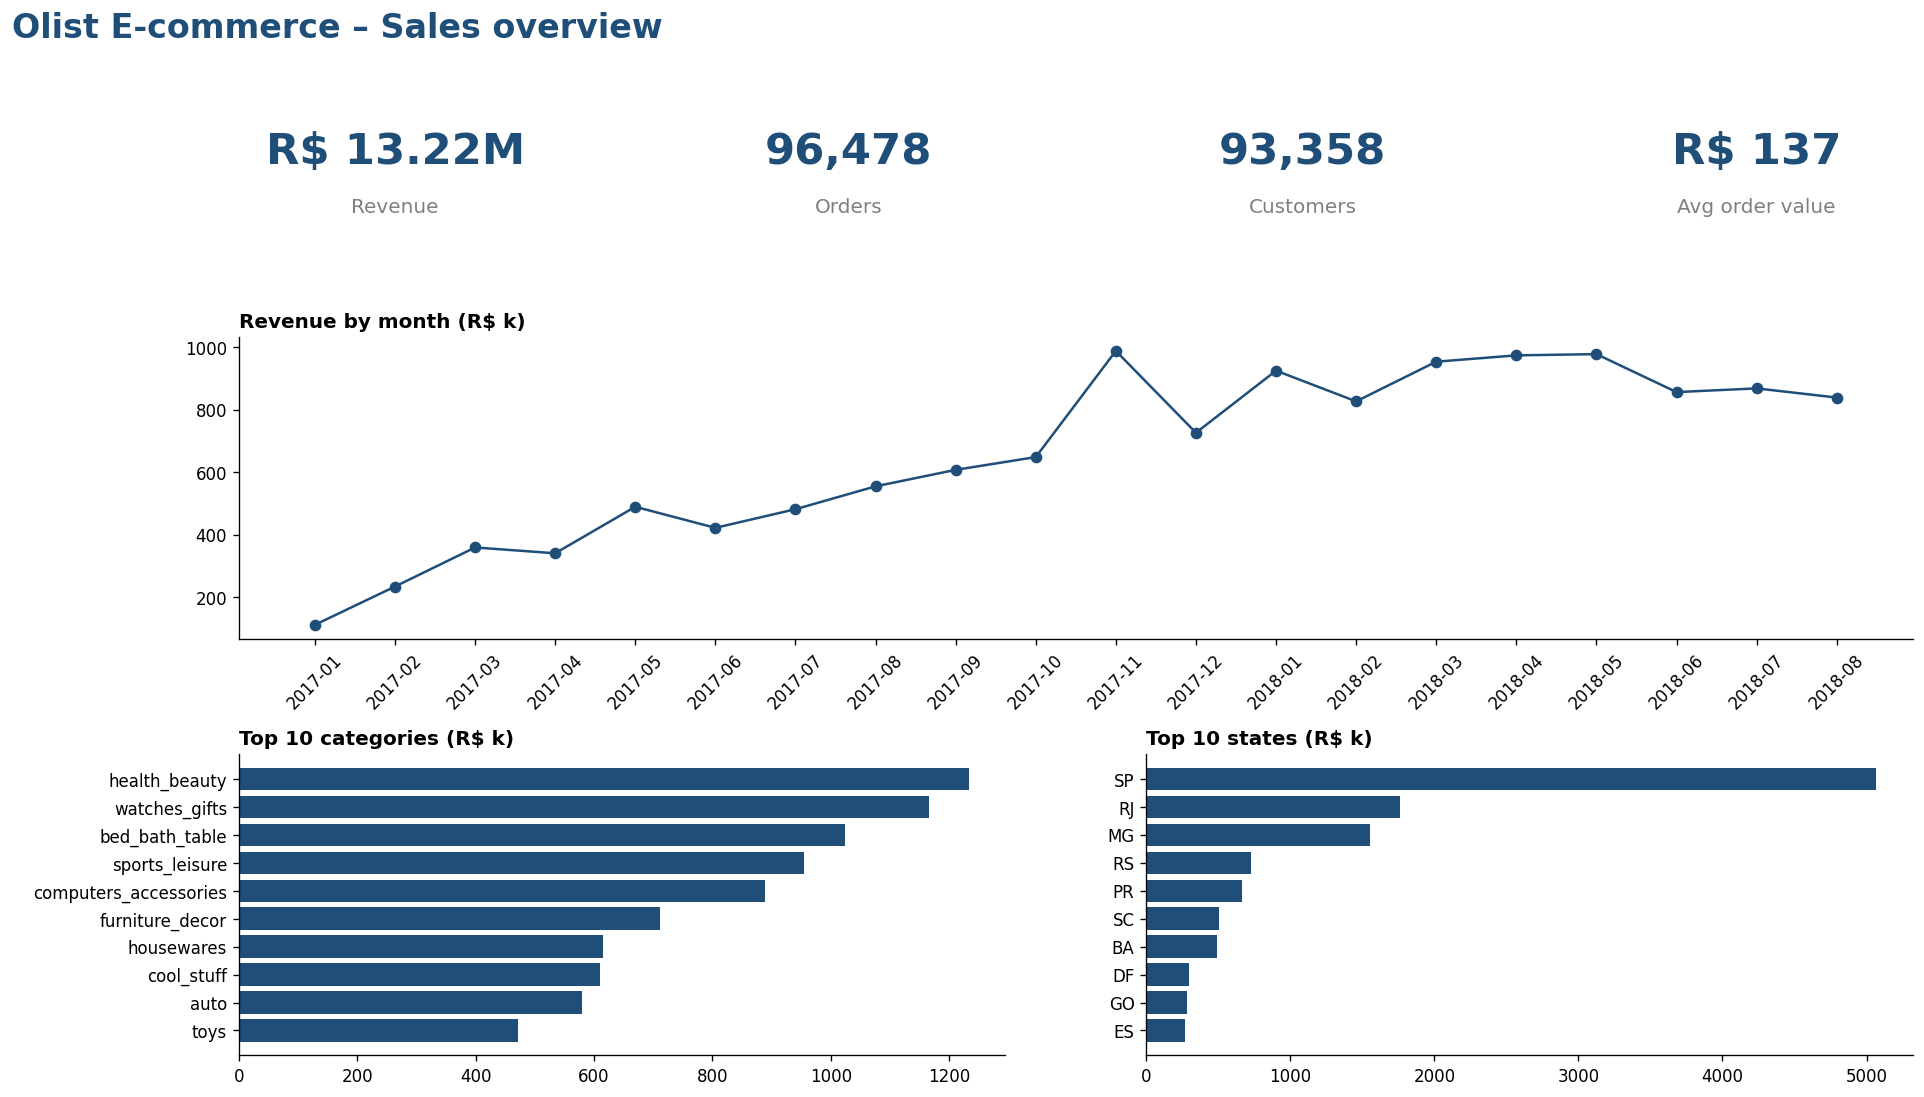 Olist E-commerce – Sales overview
R$ 13.22M
Revenue
96,478
Orders
93,358
Customers
R$ 137
Avg order value
Revenue by month (R$ k)
1000
800
600
400
200
2017-01
2017-02
2017-03
2017-04
2017-05
2017-06
2017-07
2017-08
2017-09
2017-10
2017-11
2017-12
2018-01
2018-02
2018-03
2018-04
2018-05
2018-06
2018-07
2018-08
Top 10 categories (R$ k)
health_beauty
watches_gifts
bed_bath_table
sports_leisure
computers_accessories
furniture_decor
housewares
cool_stuff
auto
toys
0 200 400 600 800 1000 1200
Top 10 states (R$ k)
SP
RJ
MG
RS
PR
SC
BA
DF
GO
ES
0 1000 2000 3000 4000 5000